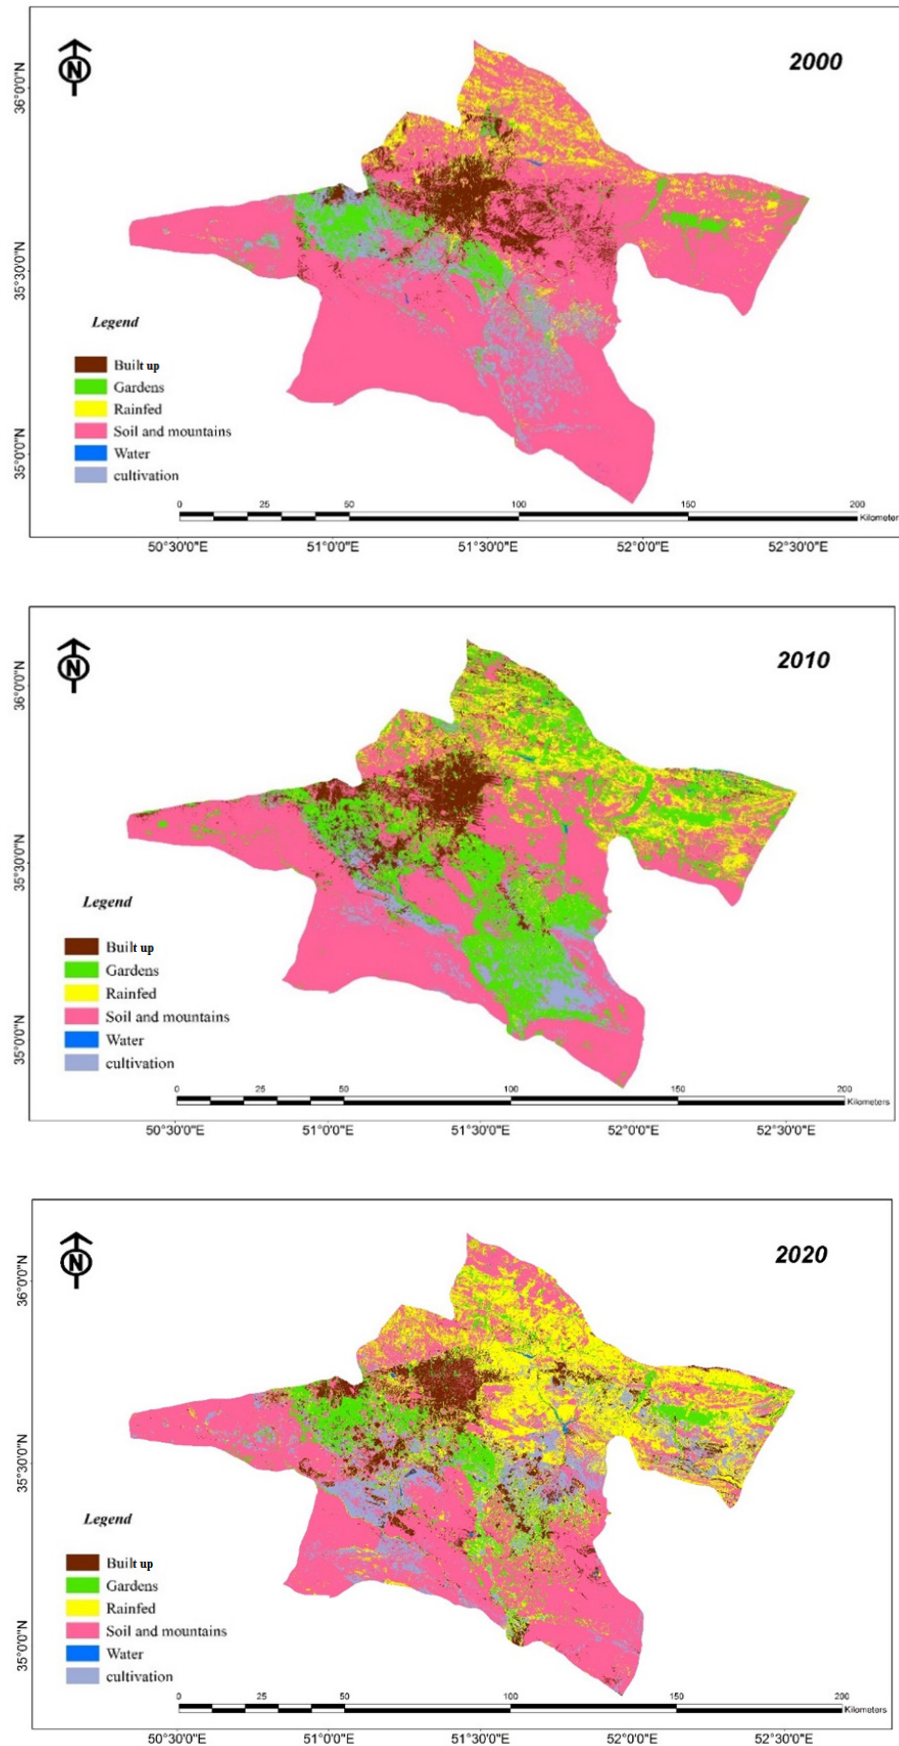 N
2000
36°0'0"N
35°30'0"N
35°0'0"N
Legend
Built up
Gardens
Rainfed
Soil and mountains
Water
cultivation
0 25 50 100 150 200
Kilometers
50°30'0"E 51°0'0"E 51°30'0"E 52°0'0"E 52°30'0"E
N
2010
36°0'0"N
35°30'0"N
35°0'0"N
Legend
Built up
Gardens
Rainfed
Soil and mountains
Water
cultivation
0 25 50 100 150 200
Kilometers
50°30'0"E 51°0'0"E 51°30'0"E 52°0'0"E 52°30'0"E
N
2020
36°0'0"N
35°30'0"N
35°0'0"N
Legend
Built up
Gardens
Rainfed
Soil and mountains
Water
cultivation
0 25 50 100 150 200
Kilometers
50°30'0"E 51°0'0"E 51°30'0"E 52°0'0"E 52°30'0"E